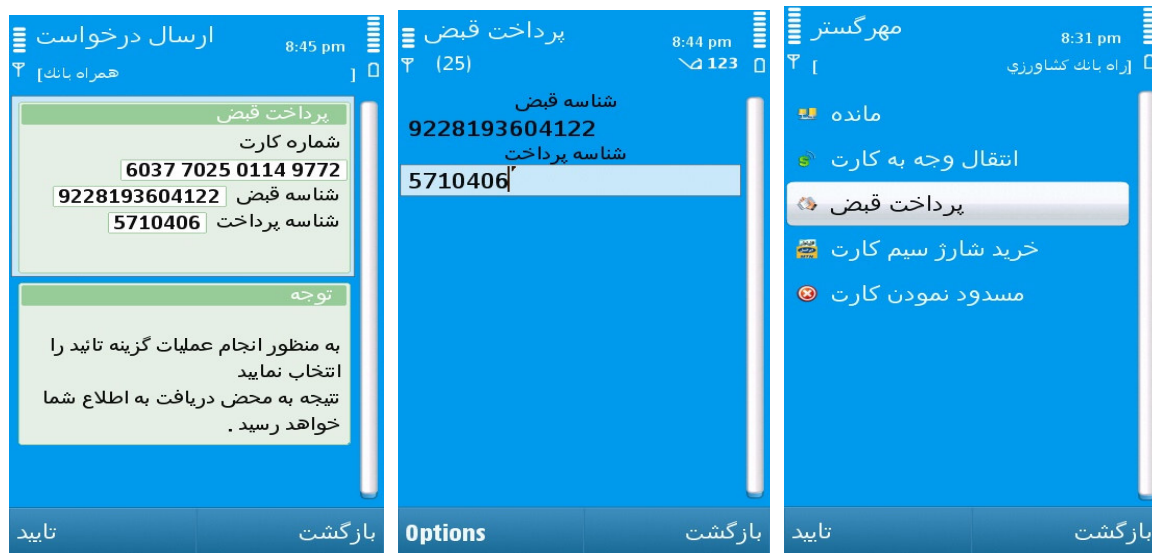 ارسال درخواست
8:45 pm
[همراه بانك]
پرداخت قبض
شماره کارت
6037 7025 0114 9772
شناسه قبض 9228193604122
شناسه پرداخت 5710406
توجه
به منظور انجام عملیات گزینه تائید را
انتخاب نمایید
نتیجه به محض دریافت به اطلاع شما
خواهد رسید .
تایید
بازگشت
پرداخت قبض
8:44 pm
(25)
123
شناسه قبض
9228193604122
شناسه پرداخت
5710406
Options
بازگشت
مهرگستر
8:31 pm
[راه بانك كشاورزي]
مانده
انتقال وجه به کارت
پرداخت قبض
خرید شارژ سیم کارت
مسدود نمودن کارت
تایید
بازگشت